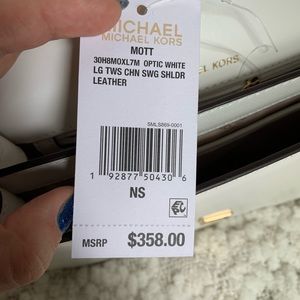 MICHAEL
MICHAEL KORS
MOTT
30H8MOXL7M OPTIC WHITE
LG TWS CHN SWG SHLDR
LEATHER
SMLS869-0001
1 92877 50430 6
NS
MSRP $358.00
KORS